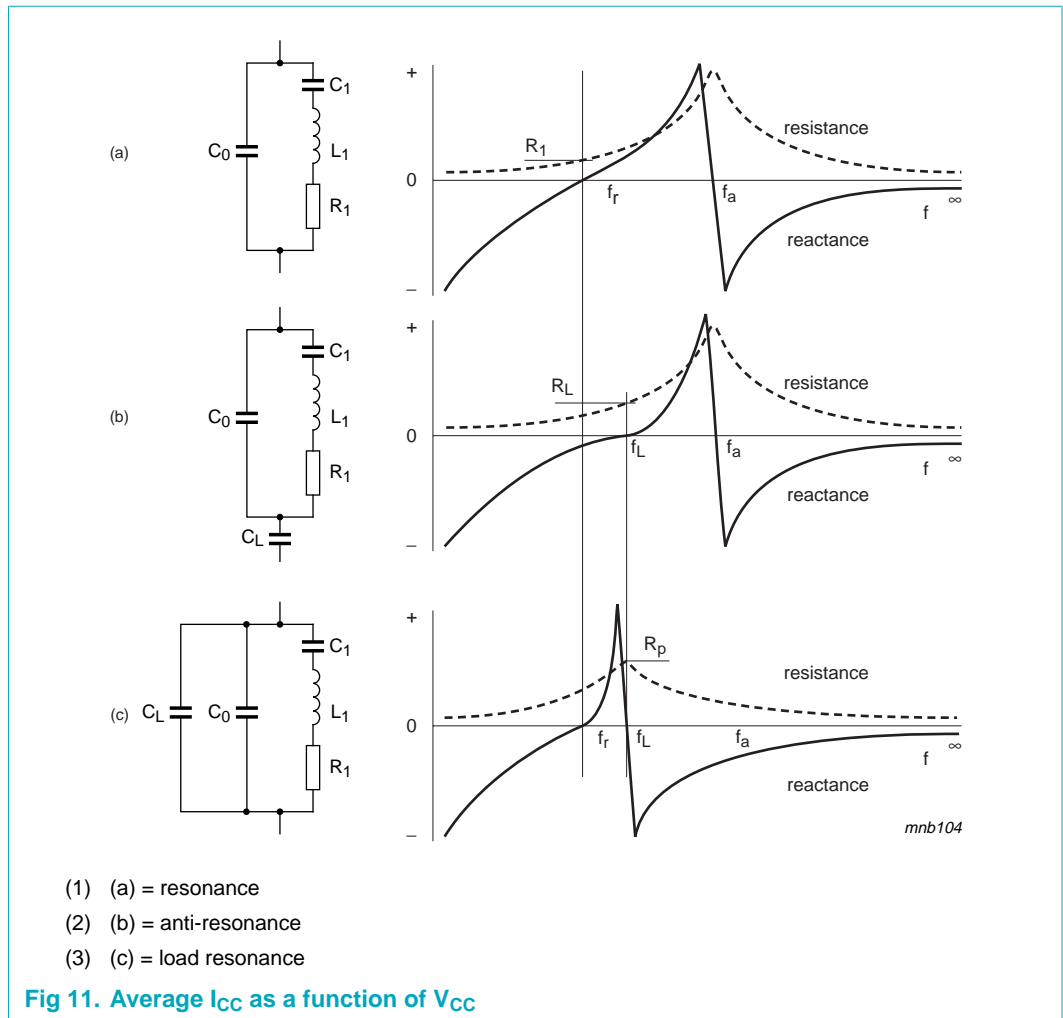 (a)
C0
C1
L1
R1
+
0
−
R1
fr
fa
f
∞
resistance
reactance
(b)
C0
C1
L1
R1
CL
+
0
−
RL
fL
fa
f
∞
resistance
reactance
(c)
CL
C0
C1
L1
R1
+
0
−
Rp
fr
fL
fa
f
∞
resistance
reactance
mnb104
(1) (a) = resonance
(2) (b) = anti-resonance
(3) (c) = load resonance
Fig 11. Average ICC as a function of VCC